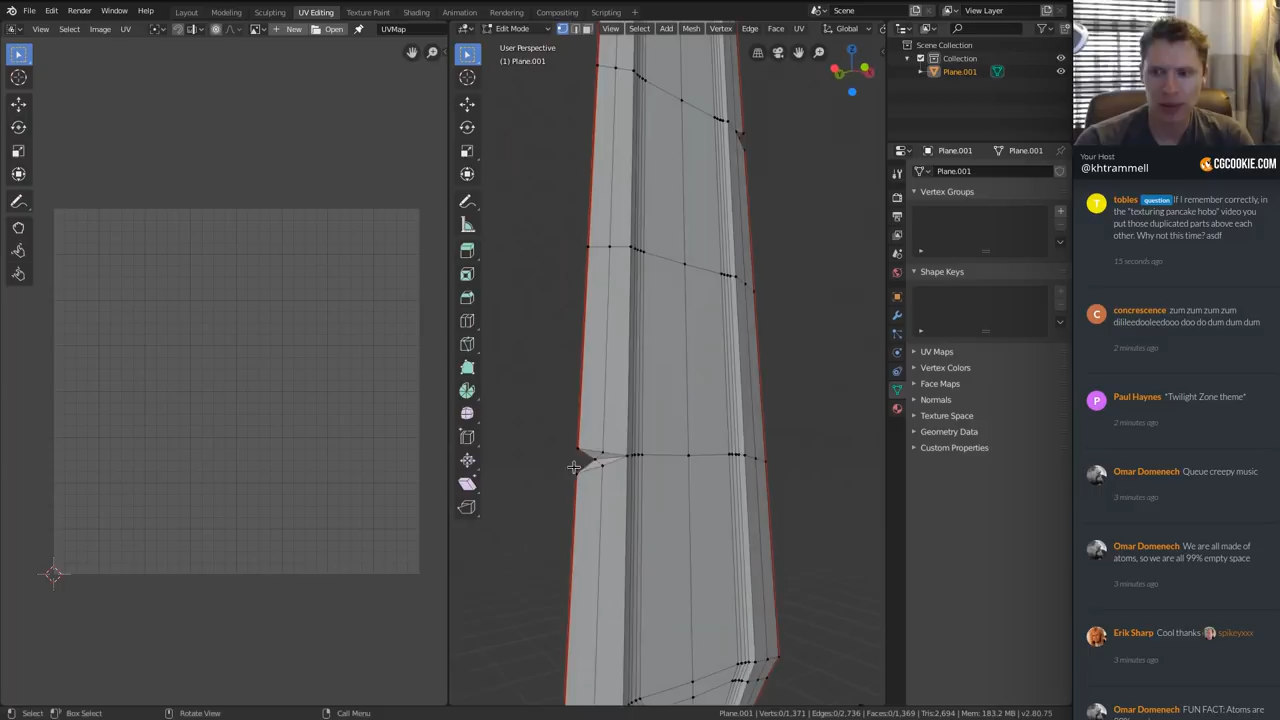 File Edit Render Window Help Layout Modeling Sculpting UV Editing Texture Paint Shading Animation Rendering Compositing Scripting Scene View Layer
View Select Image UV New Open UVMap
Edit Mode View Select Add Mesh Vertex Edge Face UV Global
User Perspective
(1) Plane.001
Scene Collection
Collection
Plane.001
Plane.001 Plane.001
Plane.001
Vertex Groups
Shape Keys
UV Maps
Vertex Colors
Face Maps
Normals
Texture Space
Geometry Data
Custom Properties
Your Host
@khtrammell
CGCOOKIE.COM
T
tobles question If I remember correctly, in
the "texturing pancake hobo" video you
put those duplicated parts above each
other. Why not this time? asdf
15 seconds ago
C
concrescence zum zum zum zum
dilileedooleedooo doo do dum dum dum
2 minutes ago
P
Paul Haynes *Twilight Zone theme*
2 minutes ago
Omar Domenech Queue creepy music
3 minutes ago
Omar Domenech We are all made of
atoms, so we are all 99% empty space
3 minutes ago
Erik Sharp Cool thanks spikeyxxx
3 minutes ago
Omar Domenech FUN FACT: Atoms are
Select Box Select Rotate View Call Menu
Plane.001 | Verts:0/1,371 | Edges:0/2,736 | Faces:0/1,369 | Tris:2,694 | Mem: 183.2 MB | v2.80.75